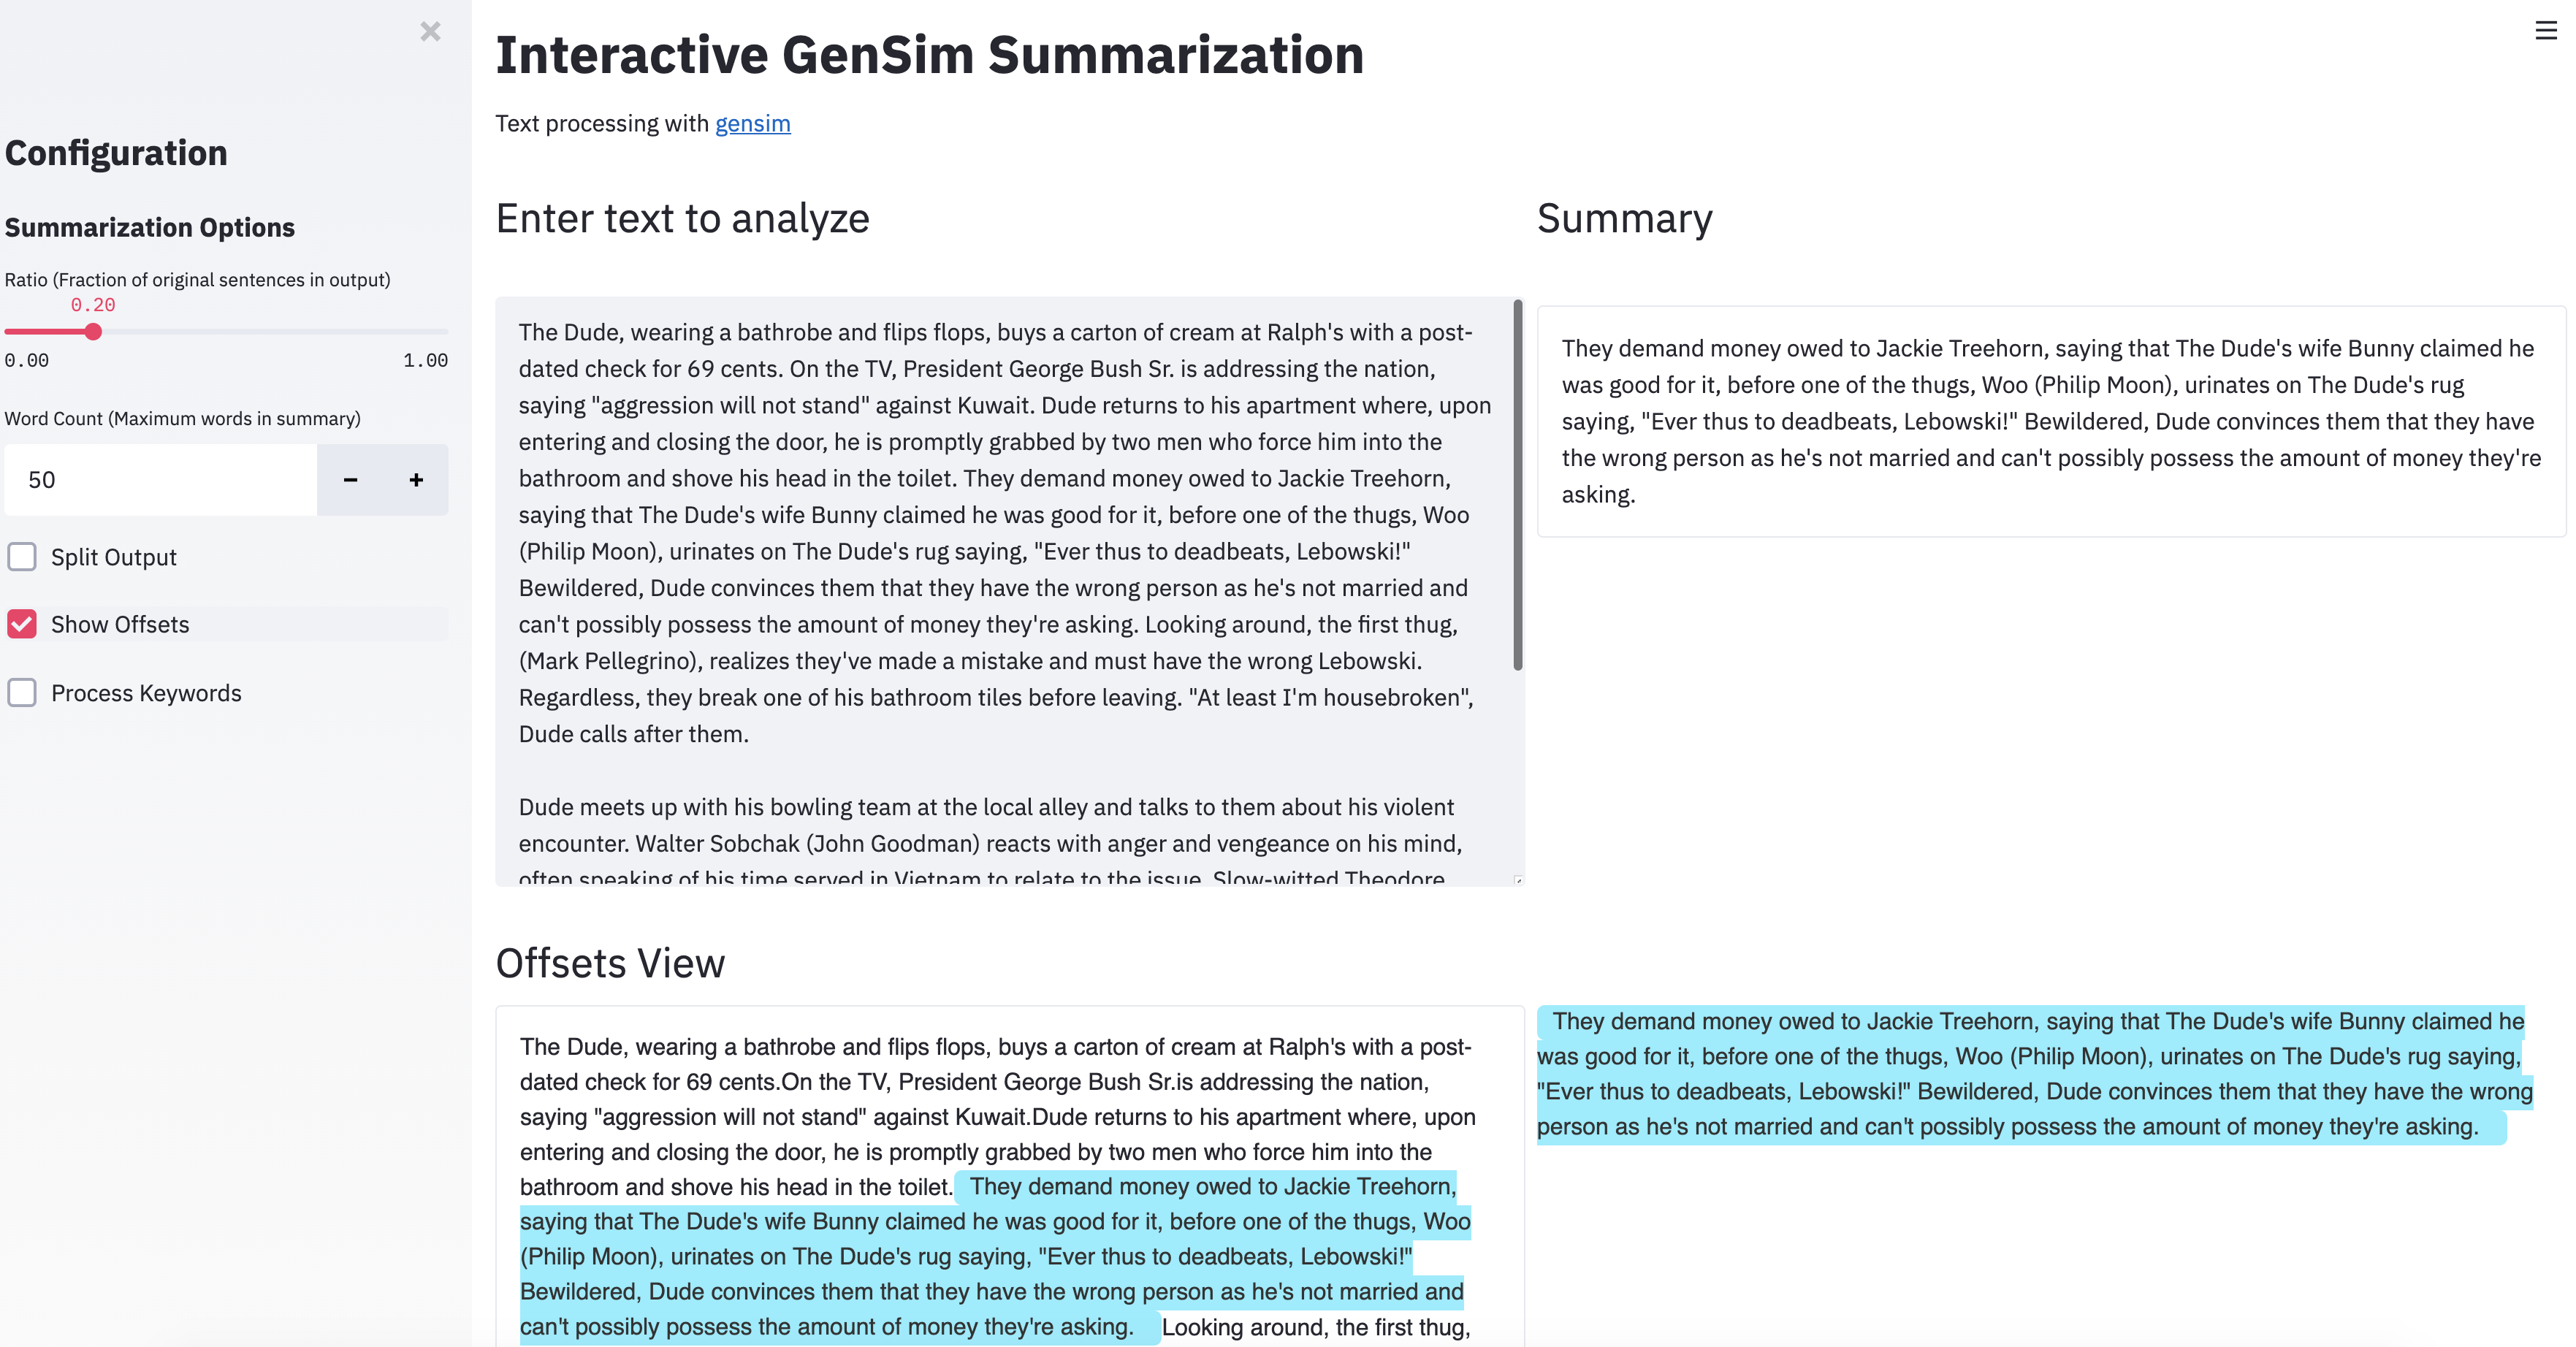 Configuration
Summarization Options
Ratio (Fraction of original sentences in output)
0.20
0.00 1.00
Word Count (Maximum words in summary)
50
Split Output
Show Offsets
Process Keywords
Interactive GenSim Summarization
Text processing with gensim
Enter text to analyze
The Dude, wearing a bathrobe and flips flops, buys a carton of cream at Ralph's with a post-
dated check for 69 cents. On the TV, President George Bush Sr. is addressing the nation,
saying "aggression will not stand" against Kuwait. Dude returns to his apartment where, upon
entering and closing the door, he is promptly grabbed by two men who force him into the
bathroom and shove his head in the toilet. They demand money owed to Jackie Treehorn,
saying that The Dude's wife Bunny claimed he was good for it, before one of the thugs, Woo
(Philip Moon), urinates on The Dude's rug saying, "Ever thus to deadbeats, Lebowski!"
Bewildered, Dude convinces them that they have the wrong person as he's not married and
can't possibly possess the amount of money they're asking. Looking around, the first thug,
(Mark Pellegrino), realizes they've made a mistake and must have the wrong Lebowski.
Regardless, they break one of his bathroom tiles before leaving. "At least I'm housebroken",
Dude calls after them.
Dude meets up with his bowling team at the local alley and talks to them about his violent
encounter. Walter Sobchak (John Goodman) reacts with anger and vengeance on his mind,
often speaking of his time served in Vietnam to relate to the issue. Slow-witted Theodore
Summary
They demand money owed to Jackie Treehorn, saying that The Dude's wife Bunny claimed he
was good for it, before one of the thugs, Woo (Philip Moon), urinates on The Dude's rug
saying, "Ever thus to deadbeats, Lebowski!" Bewildered, Dude convinces them that they have
the wrong person as he's not married and can't possibly possess the amount of money they're
asking.
Offsets View
The Dude, wearing a bathrobe and flips flops, buys a carton of cream at Ralph's with a post-
dated check for 69 cents.On the TV, President George Bush Sr.is addressing the nation,
saying "aggression will not stand" against Kuwait.Dude returns to his apartment where, upon
entering and closing the door, he is promptly grabbed by two men who force him into the
bathroom and shove his head in the toilet. They demand money owed to Jackie Treehorn,
saying that The Dude's wife Bunny claimed he was good for it, before one of the thugs, Woo
(Philip Moon), urinates on The Dude's rug saying, "Ever thus to deadbeats, Lebowski!"
Bewildered, Dude convinces them that they have the wrong person as he's not married and
can't possibly possess the amount of money they're asking. Looking around, the first thug,
They demand money owed to Jackie Treehorn, saying that The Dude's wife Bunny claimed he
was good for it, before one of the thugs, Woo (Philip Moon), urinates on The Dude's rug saying,
"Ever thus to deadbeats, Lebowski!" Bewildered, Dude convinces them that they have the wrong
person as he's not married and can't possibly possess the amount of money they're asking.